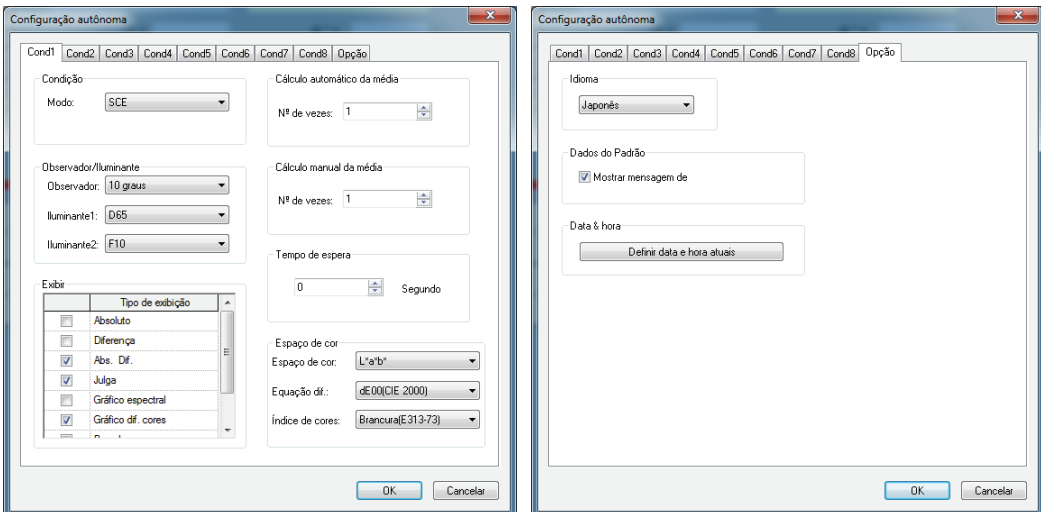 Configuração autônoma
Cond1 Cond2 Cond3 Cond4 Cond5 Cond6 Cond7 Cond8 Opção
Condição
Modo: SCE
Observador/Iluminante
Observador: 10 graus
Iluminante1: D65
Iluminante2: F10
Exibir
Tipo de exibição
Absoluto
Diferença
Abs. Dif.
Julga
Gráfico espectral
Gráfico dif. cores
Cálculo automático da média
Nº de vezes: 1
Cálculo manual da média
Nº de vezes: 1
Tempo de espera
0 Segundo
Espaço de cor
Espaço de cor: L*a*b*
Equação dif.: dE00(CIE 2000)
Índice de cores: Brancura(E313-73)
OK Cancelar
Configuração autônoma
Cond1 Cond2 Cond3 Cond4 Cond5 Cond6 Cond7 Cond8 Opção
Idioma
Japonês
Dados do Padrão
Mostrar mensagem de
Data & hora
Definir data e hora atuais
OK Cancelar